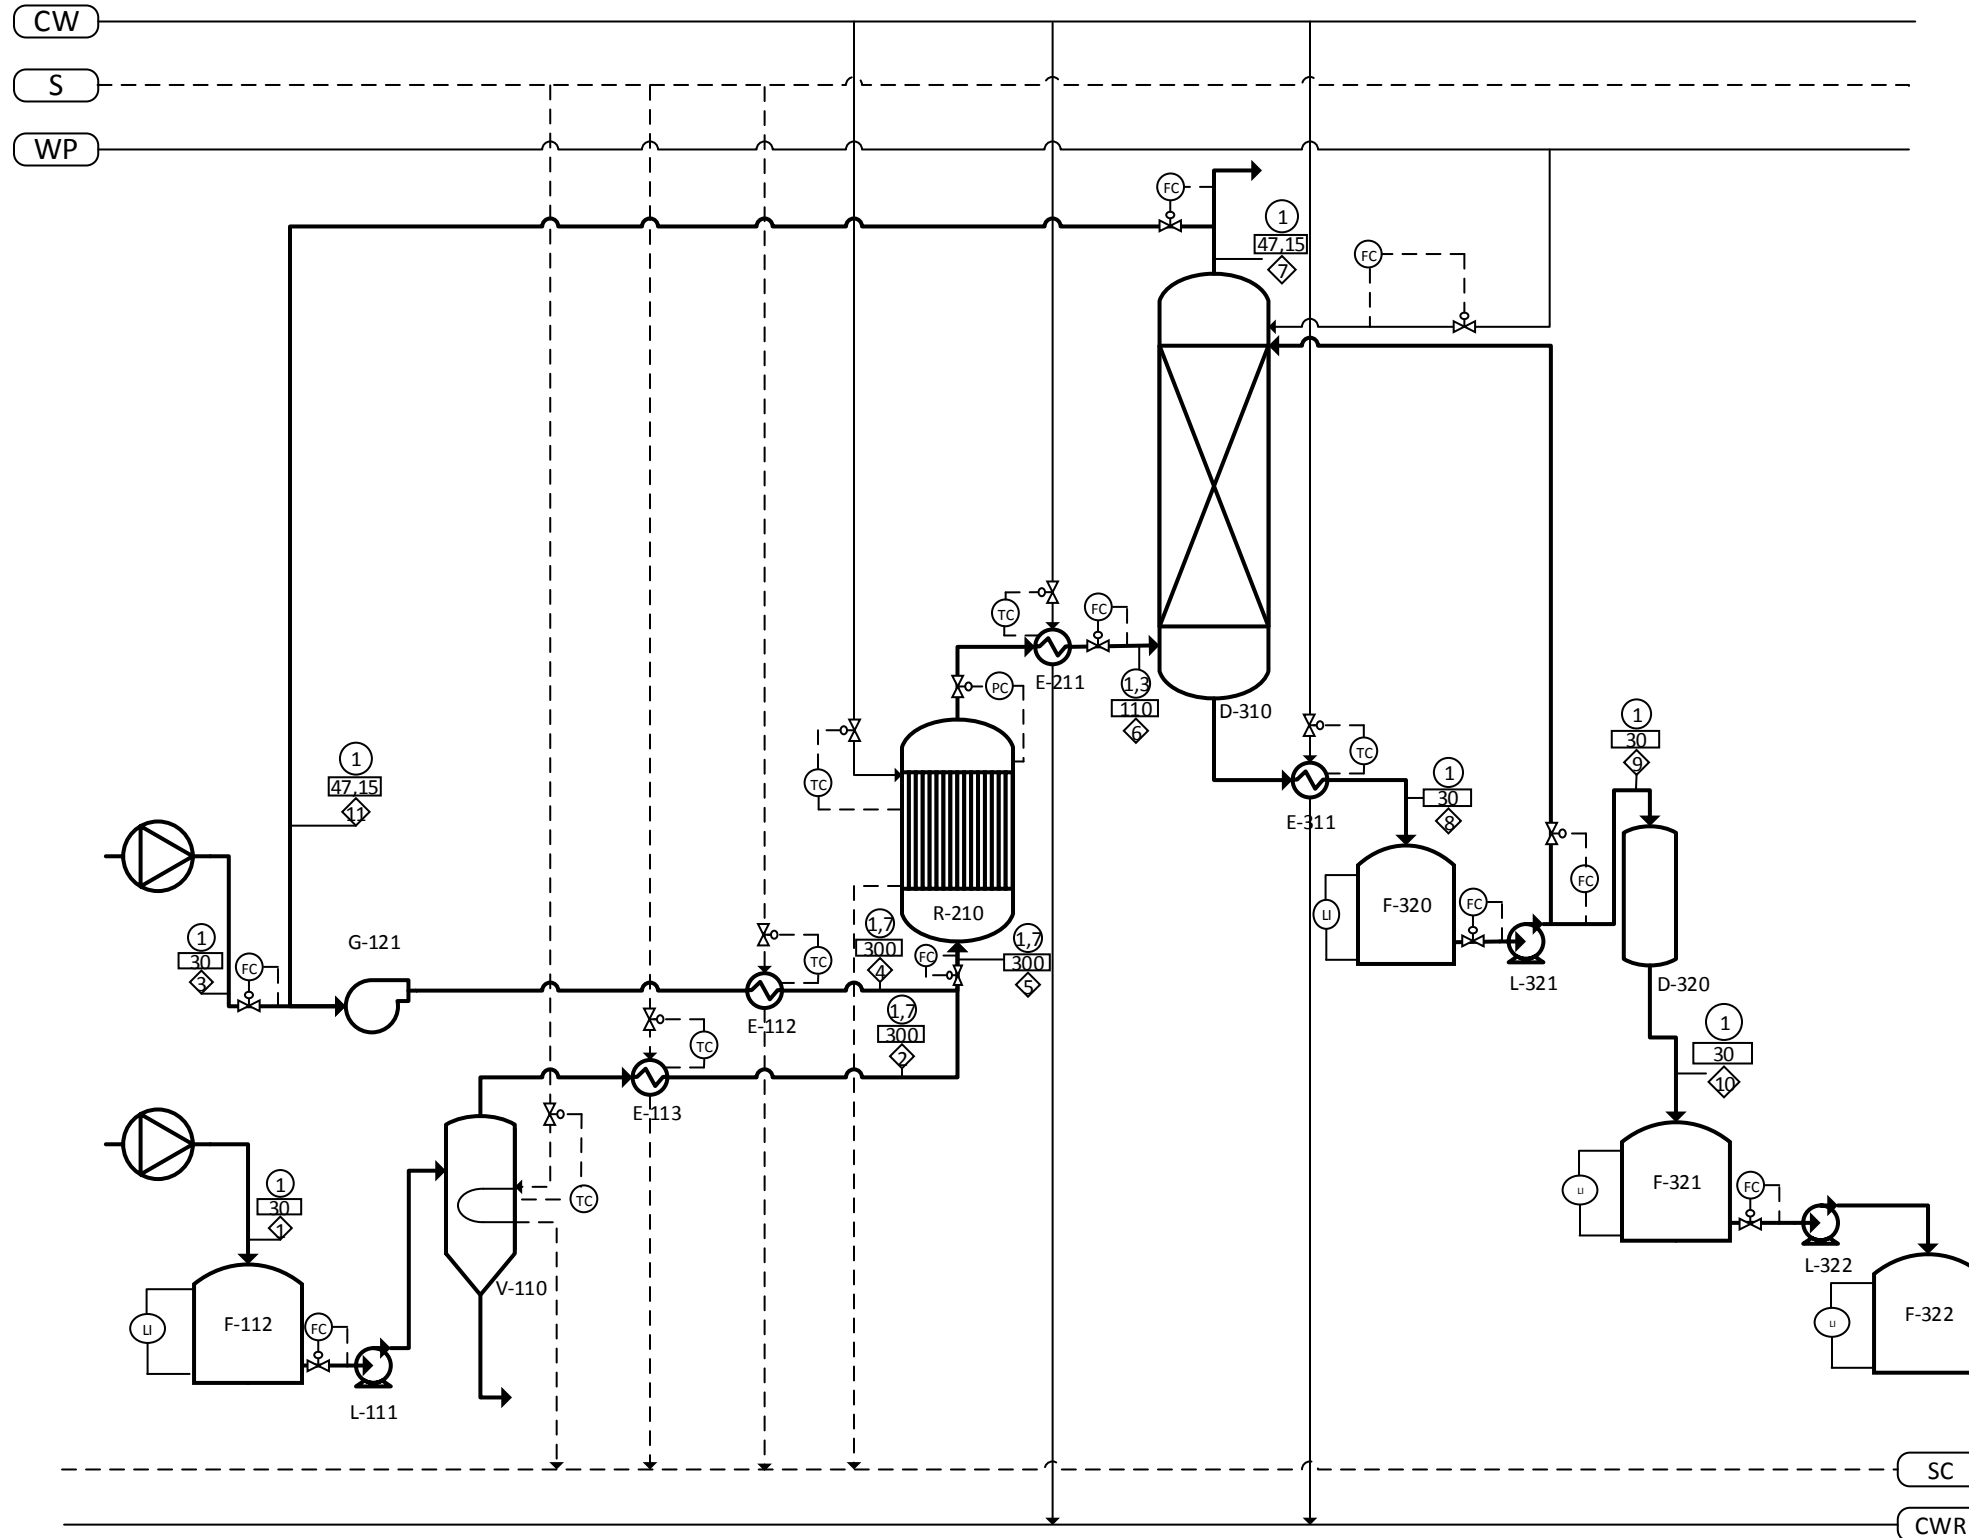 CW
S
WP
FC
1
47,15
7
FC
TC
FC
PC
E-211
1,3
110
6
D-310
TC
E-311
1
30
8
1
30
9
1
47,15
11
TC
R-210
F-320
LI
FC
L-321
FC
D-320
1
30
3
FC
G-121
TC
E-112
1,7
300
4
FC
1,7
300
5
1,7
300
2
TC
E-113
1
30
10
1
30
1
TC
V-110
F-112
LI
FC
L-111
F-321
LI
FC
L-322
F-322
LI
SC
CWR